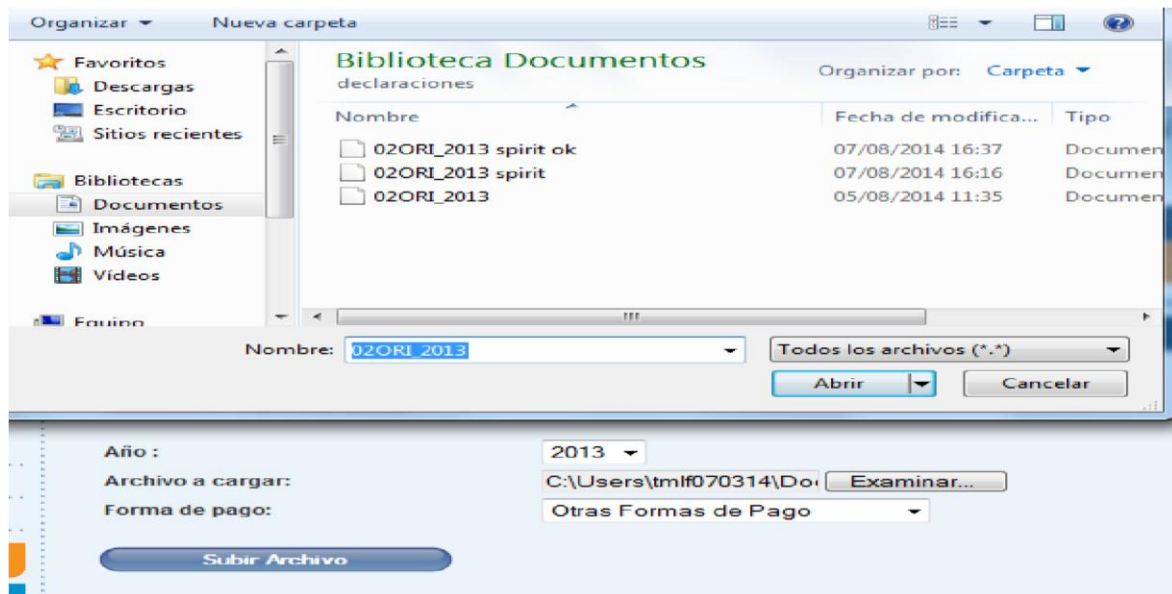 Organizar Nueva carpeta
Favoritos
Descargas
Escritorio
Sitios recientes
Bibliotecas
Documentos
Imágenes
Música
Vídeos
Equipo
Biblioteca Documentos
declaraciones
Organizar por: Carpeta
Nombre Fecha de modifica... Tipo
02ORI_2013 spirit ok 07/08/2014 16:37 Documen
02ORI_2013 spirit 07/08/2014 16:16 Documen
02ORI_2013 05/08/2014 11:35 Documen
Nombre: 02ORI_2013 Todos los archivos (*.*)
Abrir Cancelar
Año : 2013
Archivo a cargar: C:\Users\tmlf070314\Do Examinar...
Forma de pago: Otras Formas de Pago
Subir Archivo